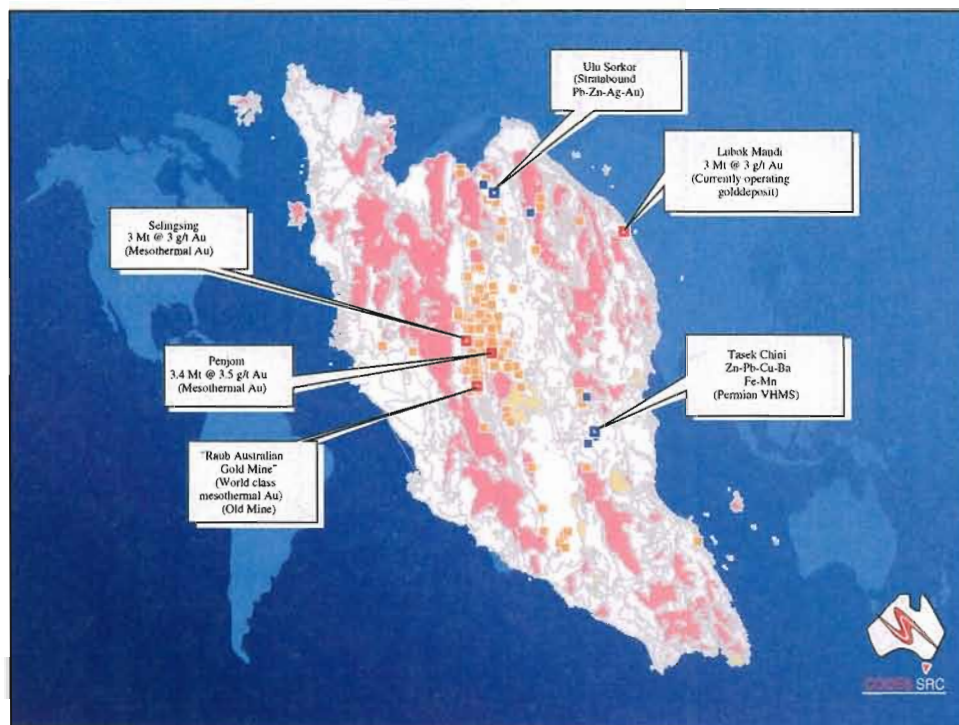 Ulu Sorkor
(Stratabound
Pb-Zn-Ag-Au)
Lubok Mandi
3 Mt @ 3 g/t Au
(Currently operating
golddeposit)
Selingsing
3 Mt @ 3 g/t Au
(Mesothermal Au)
Penjom
3.4 Mt @ 3.5 g/t Au
(Mesothermal Au)
Tasek Chini
Zn-Pb-Cu-Ba
Fe-Mn
(Permian VHMS)
"Raub Australian
Gold Mine"
(World class
mesothermal Au)
(Old Mine)
CODES SRC